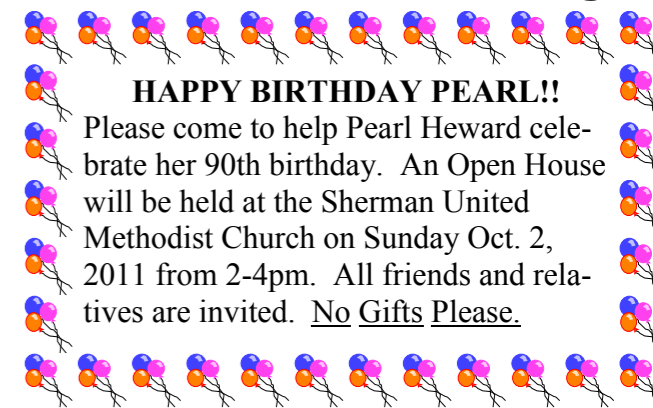 HAPPY BIRTHDAY PEARL!!
Please come to help Pearl Heward cele-
brate her 90th birthday.  An Open House
will be held at the Sherman United
Methodist Church on Sunday Oct. 2,
2011 from 2-4pm.  All friends and rela-
tives are invited.  No Gifts Please.